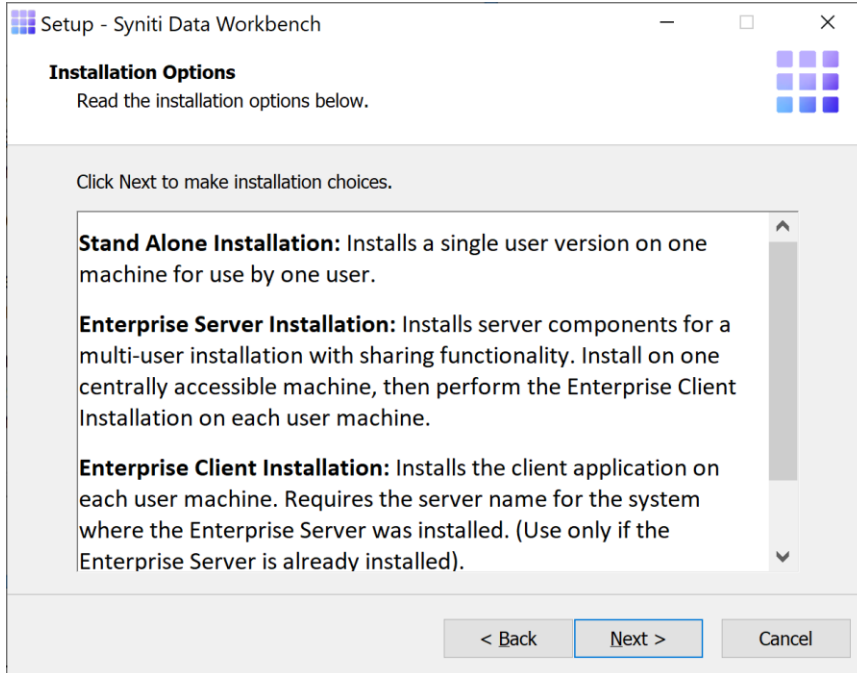 Setup - Syniti Data Workbench
Installation Options
Read the installation options below.
Click Next to make installation choices.
Stand Alone Installation: Installs a single user version on one
machine for use by one user.
Enterprise Server Installation: Installs server components for a
multi-user installation with sharing functionality. Install on one
centrally accessible machine, then perform the Enterprise Client
Installation on each user machine.
Enterprise Client Installation: Installs the client application on
each user machine. Requires the server name for the system
where the Enterprise Server was installed. (Use only if the
Enterprise Server is already installed).
< Back
Next >
Cancel